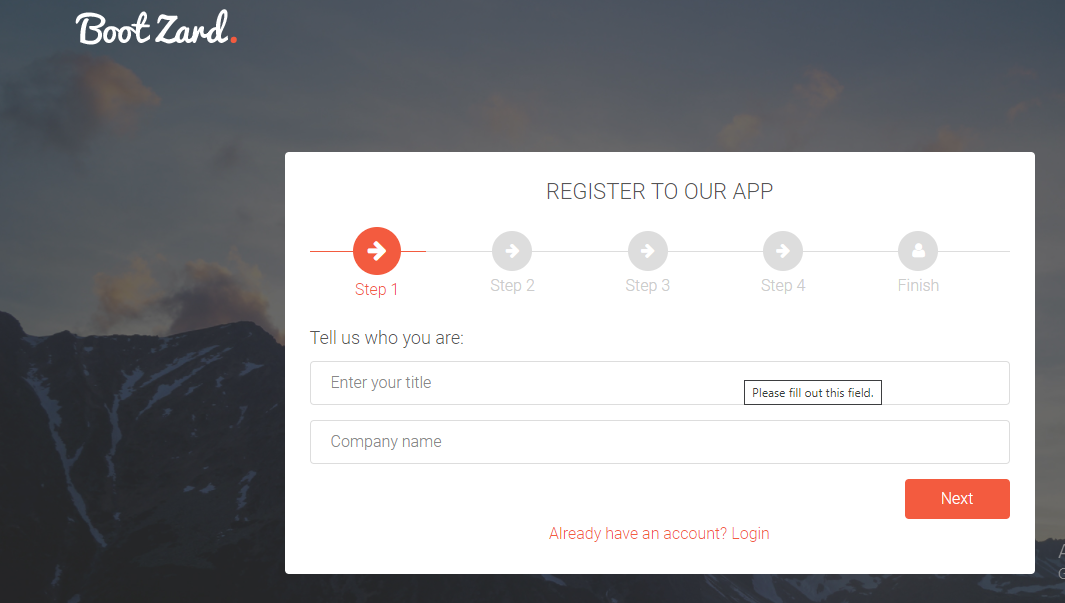 Boot Zard.
REGISTER TO OUR APP
Step 1
Step 2
Step 3
Step 4
Finish
Tell us who you are:
Enter your title
Please fill out this field.
Company name
Next
Already have an account? Login